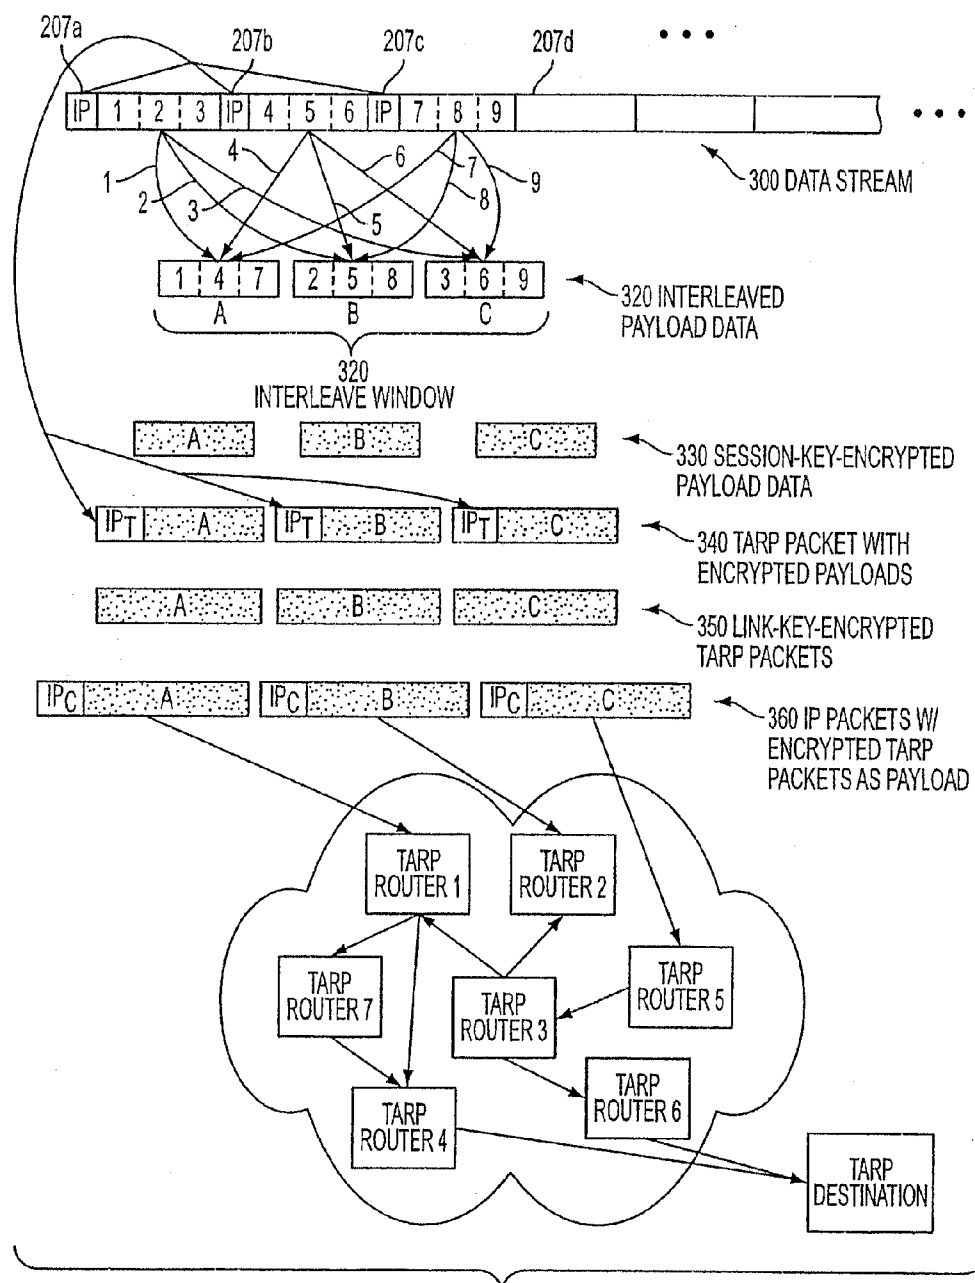 207a
207b
207c
207d
• • •
IP 1 2 3 IP 4 5 6 IP 7 8 9
• • •
1 2 3 4 5 6 7 8 9
300 DATA STREAM
1 4 7
2 5 8
3 6 9
A B C
320 INTERLEAVED
PAYLOAD DATA
320
INTERLEAVE WINDOW
A B C
330 SESSION-KEY-ENCRYPTED
PAYLOAD DATA
IPT A IPT B IPT C
340 TARP PACKET WITH
ENCRYPTED PAYLOADS
A B C
350 LINK-KEY-ENCRYPTED
TARP PACKETS
IPC A IPC B IPC C
360 IP PACKETS W/
ENCRYPTED TARP
PACKETS AS PAYLOAD
TARP
ROUTER 1
TARP
ROUTER 2
TARP
ROUTER 7
TARP
ROUTER 3
TARP
ROUTER 5
TARP
ROUTER 4
TARP
ROUTER 6
TARP
DESTINATION